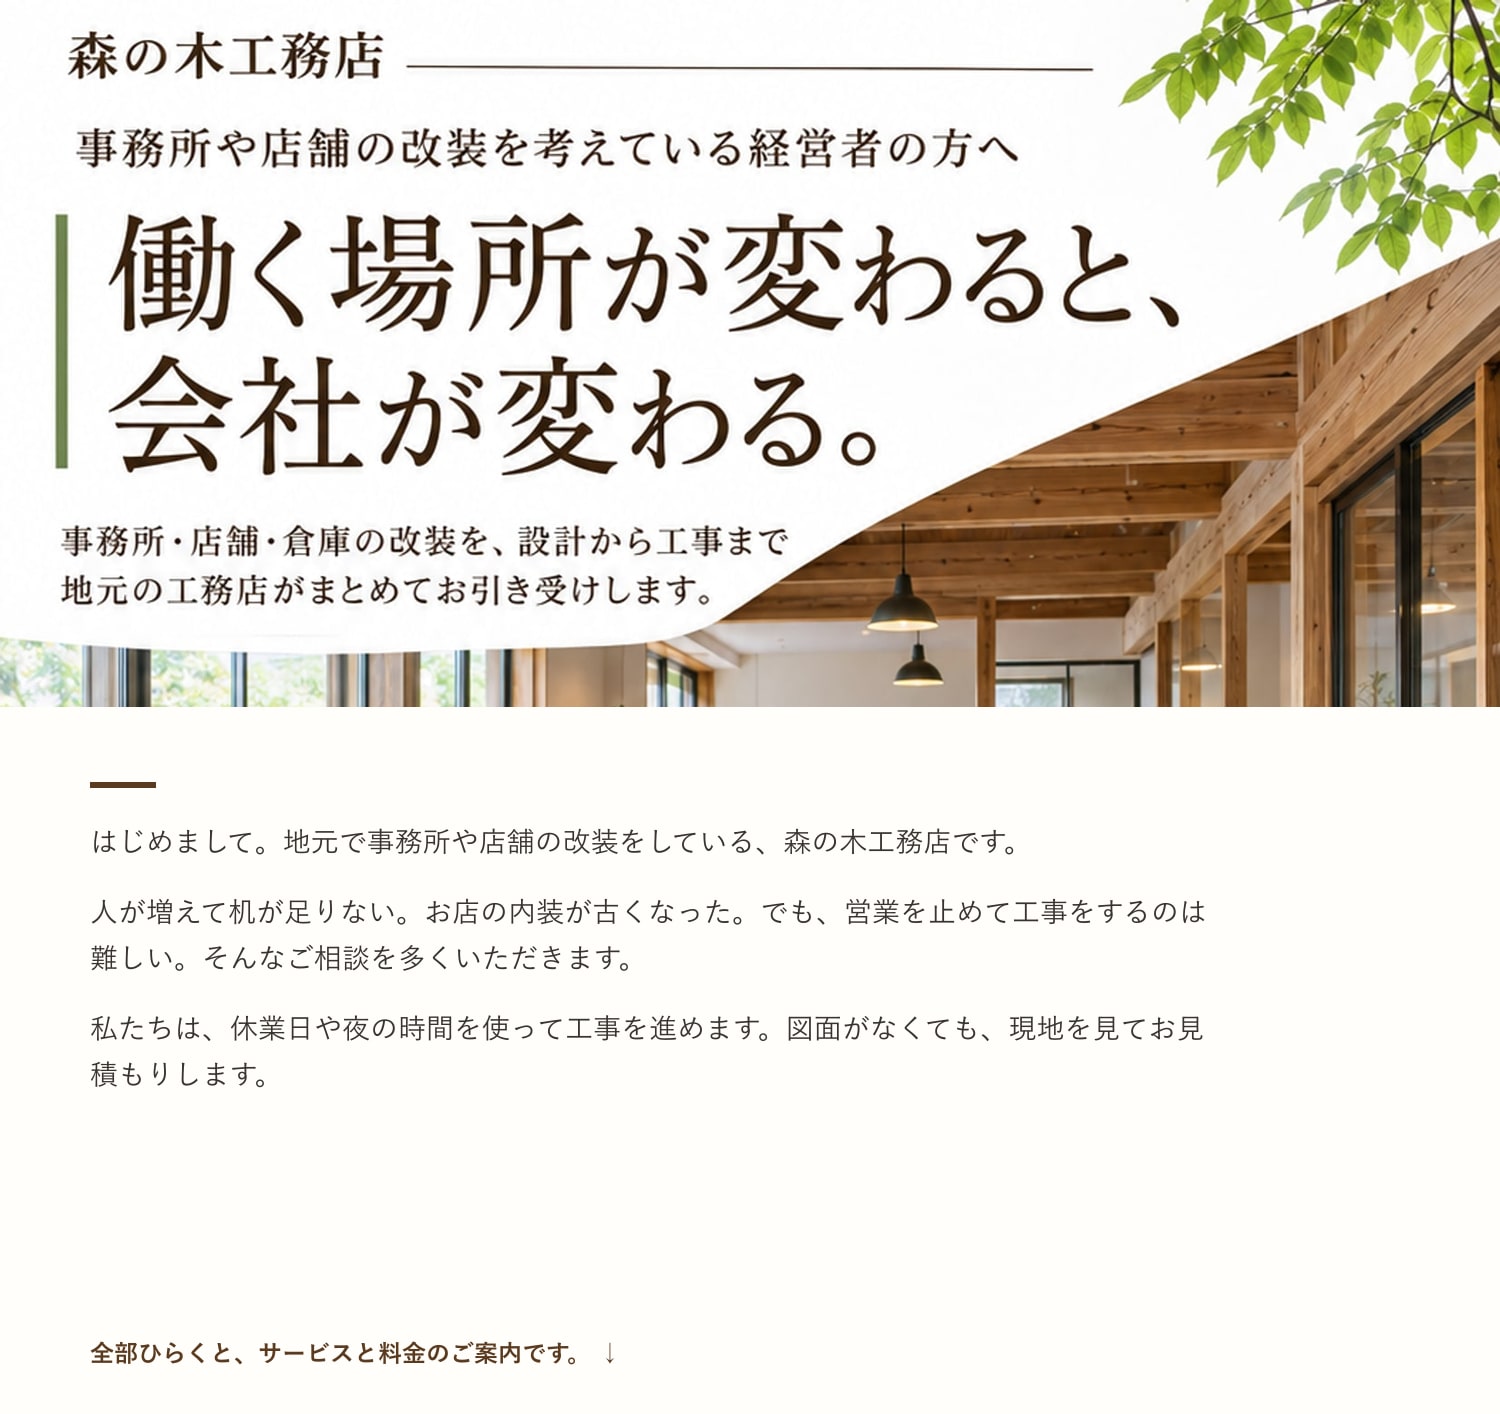 森の木工務店
事務所や店舗の改装を考えている経営者の方へ
働く場所が変わると、
会社が変わる。
事務所・店舗・倉庫の改装を、設計から工事まで
地元の工務店がまとめてお引き受けします。
はじめまして。地元で事務所や店舗の改装をしている、森の木工務店です。
人が増えて机が足りない。お店の内装が古くなった。でも、営業を止めて工事をするのは
難しい。そんなご相談を多くいただきます。
私たちは、休業日や夜の時間を使って工事を進めます。図面がなくても、現地を見てお見
積もりします。
全部ひらくと、サービスと料金のご案内です。 ↓